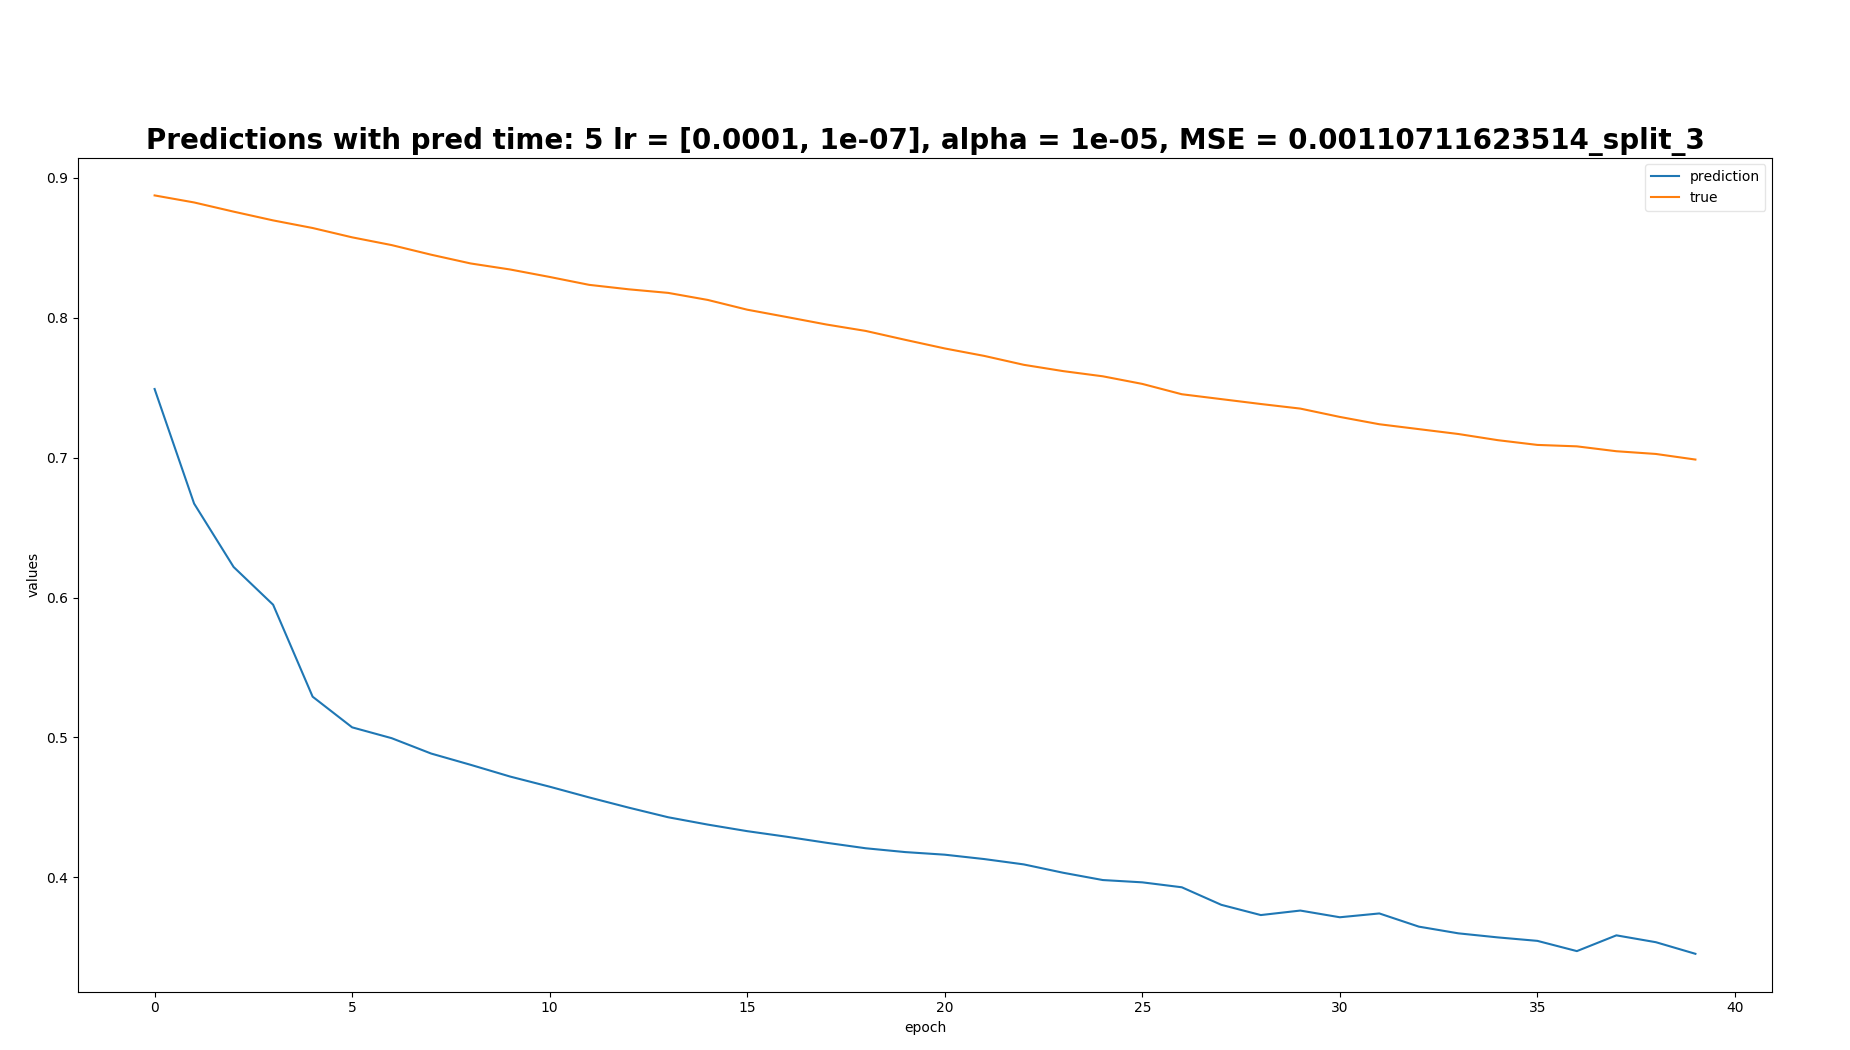 Predictions with pred time: 5 lr = [0.0001, 1e-07], alpha = 1e-05, MSE = 0.00110711623514_split_3
prediction
true
0.9
0.8
0.7
0.6
0.5
0.4
values
0 5 10 15 20 25 30 35 40
epoch